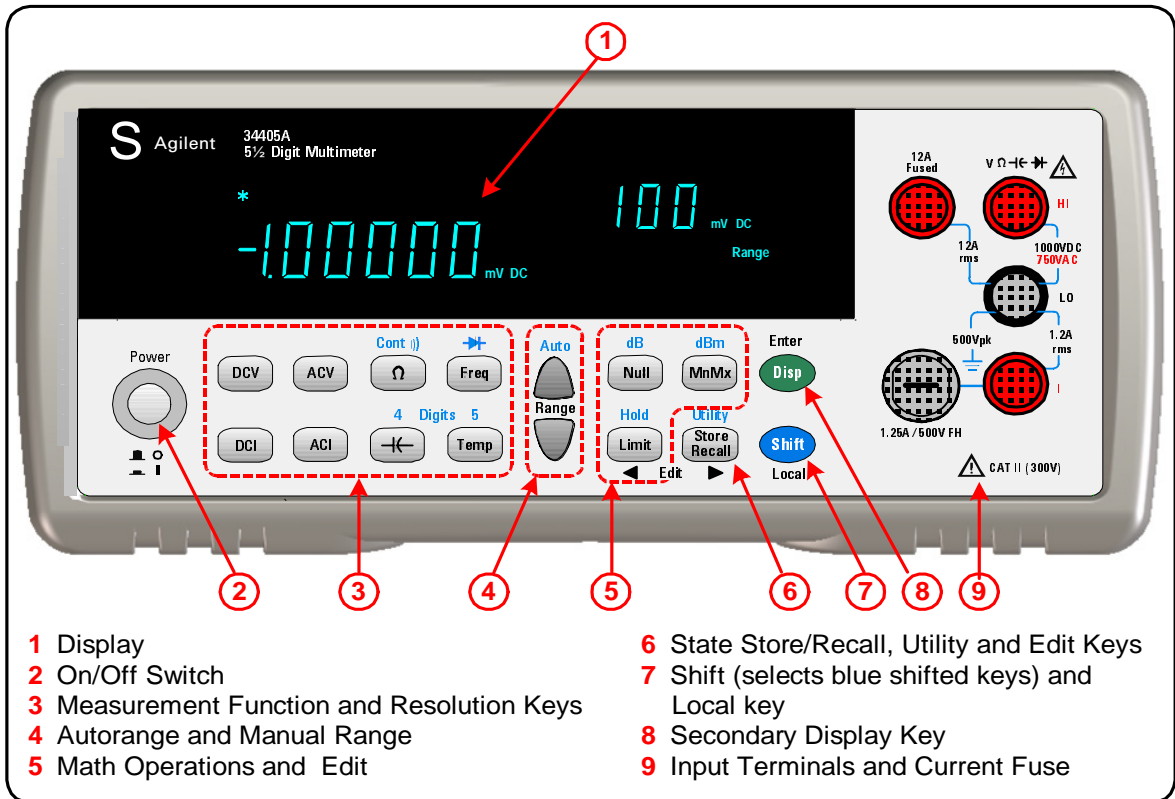 1
S Agilent
34405A
5½ Digit Multimeter
*
-1.00000 mV DC
100 mV DC
Range
12A
Fused
V Ω
HI
12A
rms
1000VDC
750VAC
LO
500Vpk
1.2A
rms
I
1.25A / 500V FH
CAT II (300V)
Power
Cont
DCV ACV Ω Freq
4 Digits 5
DCI ACI Temp
Auto
Range
dB dBm
Null MnMx
Hold Utility
Limit Store
Recall
Edit
Enter
Disp
Shift
Local
2 3 4 5 6 7 8 9
1 Display
2 On/Off Switch
3 Measurement Function and Resolution Keys
4 Autorange and Manual Range
5 Math Operations and Edit
6 State Store/Recall, Utility and Edit Keys
7 Shift (selects blue shifted keys) and
Local key
8 Secondary Display Key
9 Input Terminals and Current Fuse